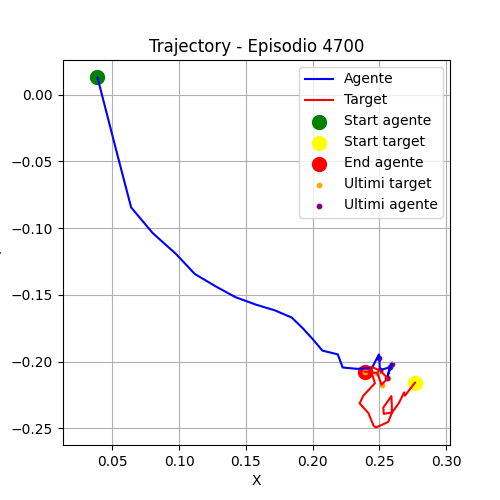 Trajectory - Episodio 4700
Agente
Target
Start agente
Start target
End agente
Ultimi target
Ultimi agente
0.00
−0.05
−0.10
−0.15
−0.20
−0.25
0.05
0.10
0.15
0.20
0.25
0.30
X